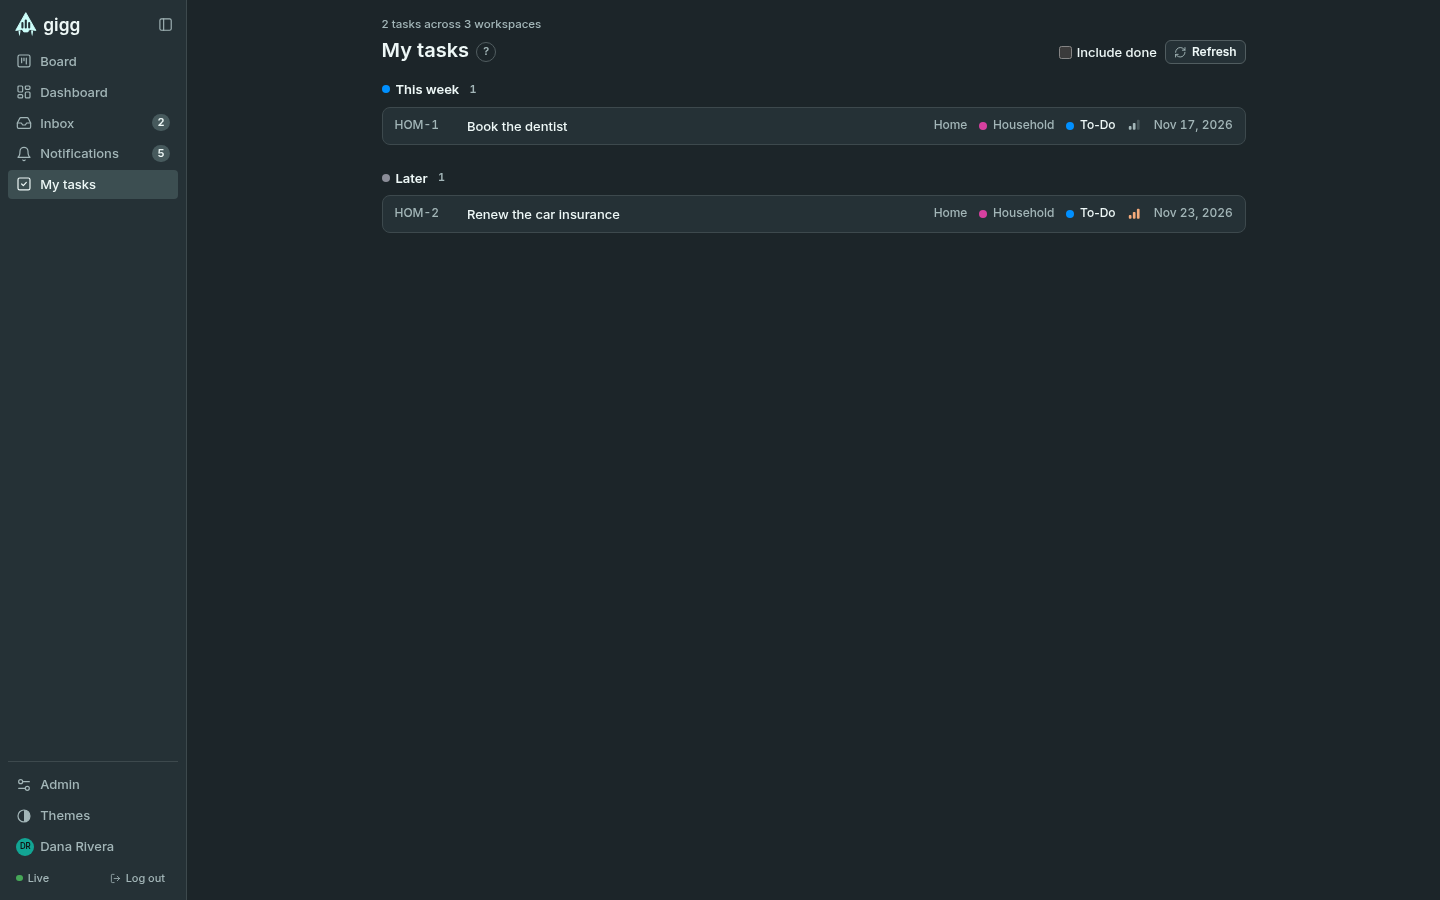 gigg
Board
Dashboard
Inbox 2
Notifications 5
My tasks
Admin
Themes
DR Dana Rivera
Live Log out
2 tasks across 3 workspaces
My tasks ?
Include done Refresh
This week 1
HOM-1 Book the dentist Home Household To-Do Nov 17, 2026
Later 1
HOM-2 Renew the car insurance Home Household To-Do Nov 23, 2026